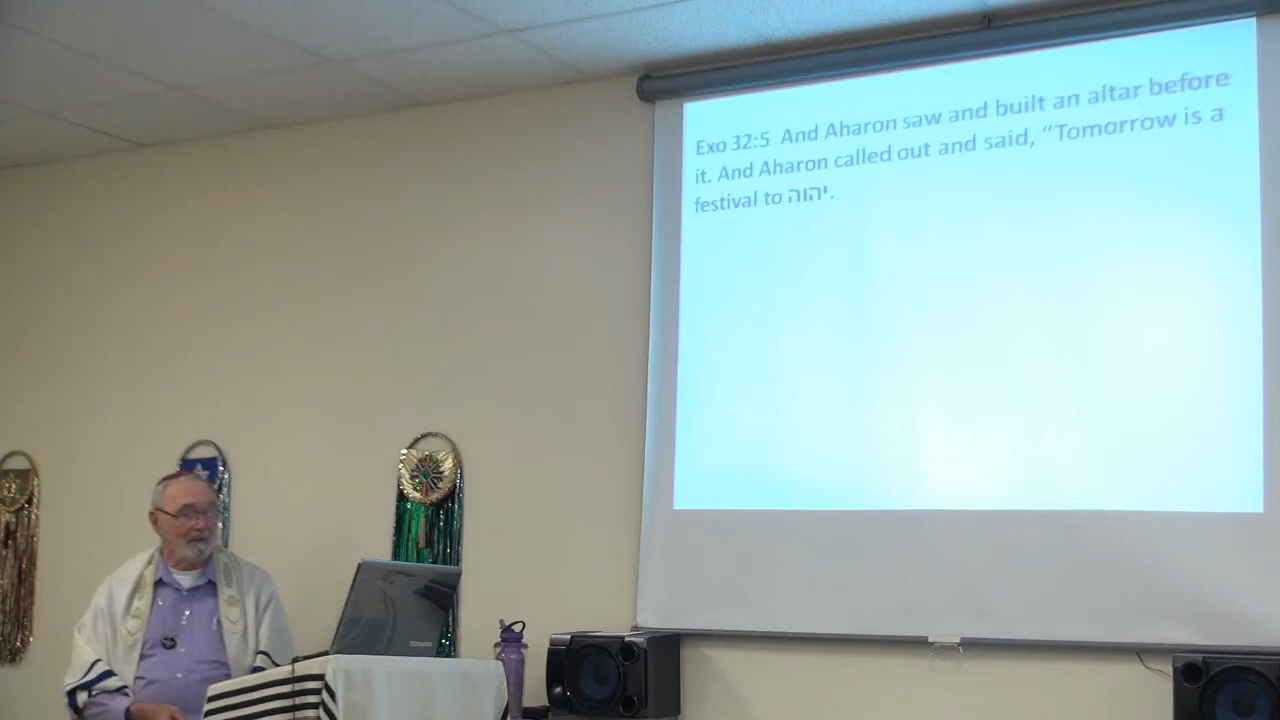 Exo 32:5  And Aharon saw and built an altar before
it. And Aharon called out and said, “Tomorrow is a
festival to יהוה.
TOSHIBA